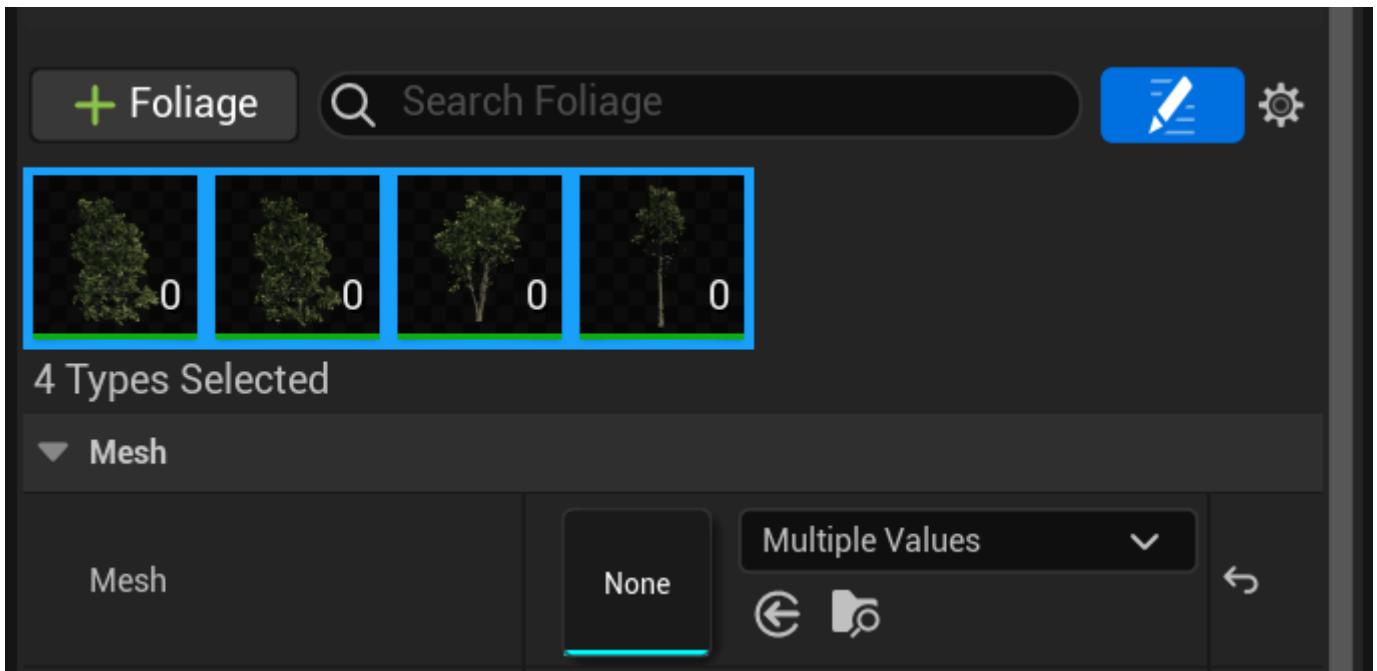 + Foliage
Search Foliage
0 0 0 0
4 Types Selected
Mesh
Mesh
None
Multiple Values